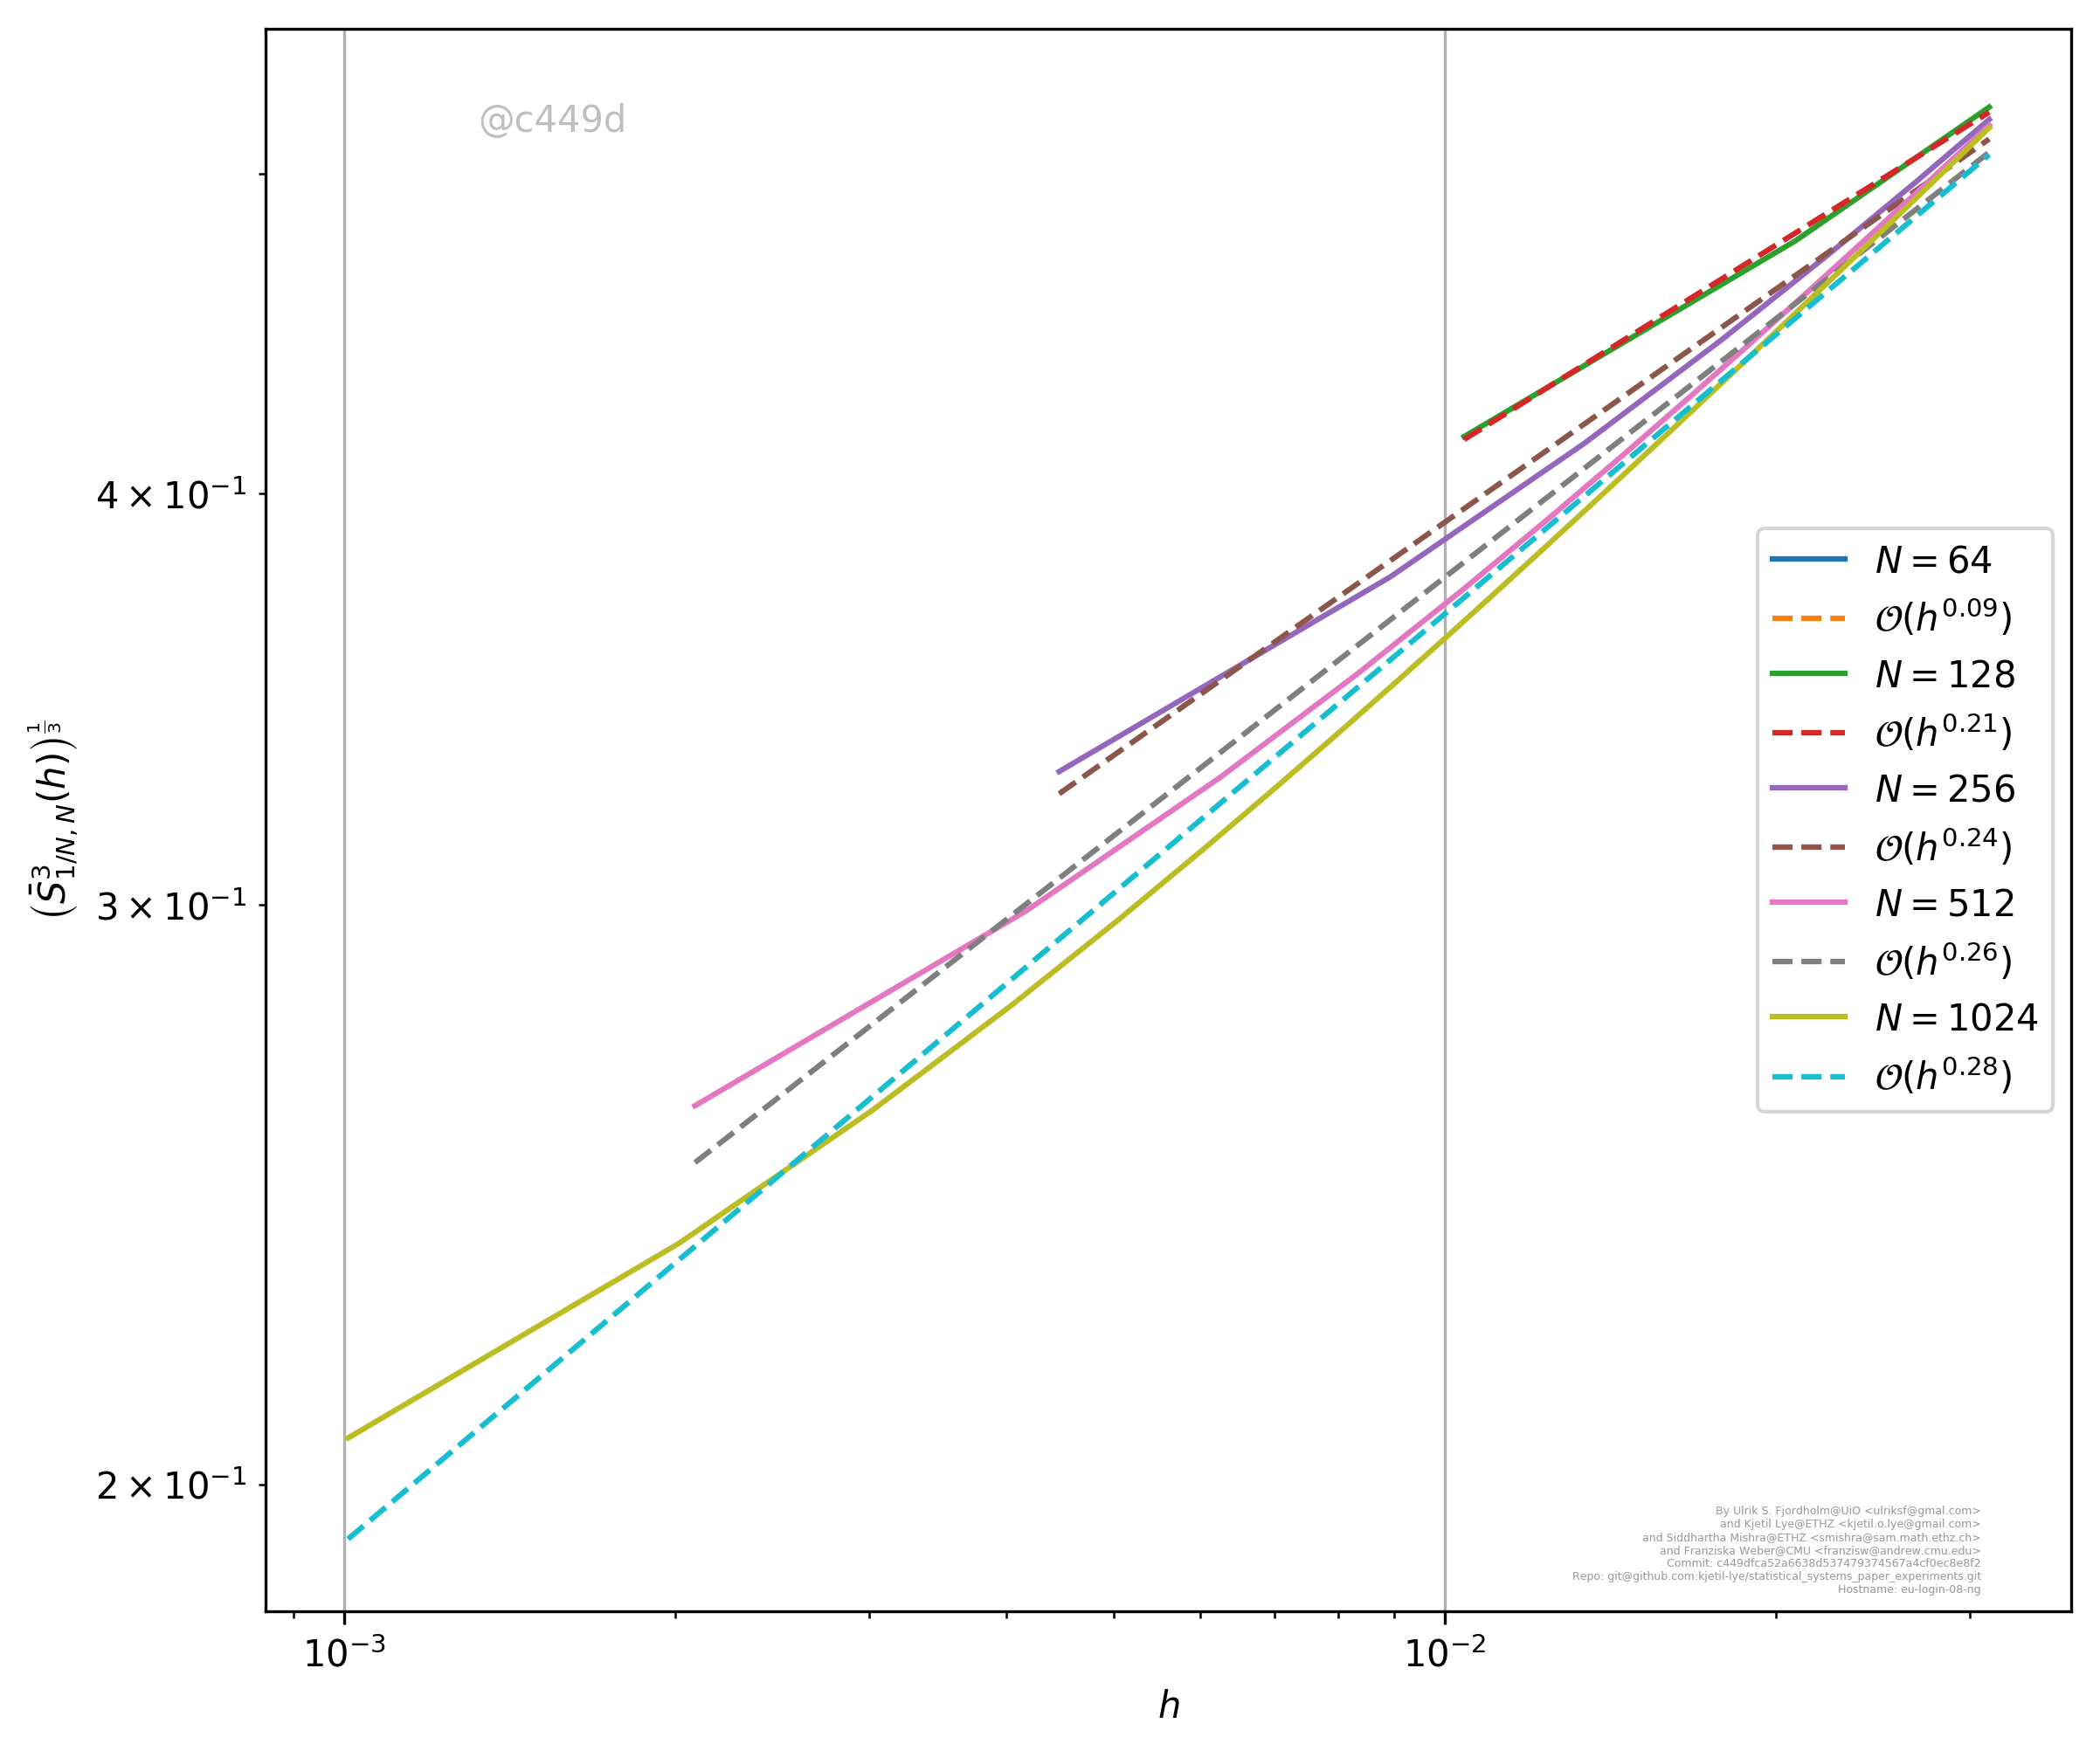 @c449d
(S̄³_{1/N, N}(h))^{1/3}
4 × 10⁻¹
3 × 10⁻¹
2 × 10⁻¹
N = 64
𝒪(h^{0.09})
N = 128
𝒪(h^{0.21})
N = 256
𝒪(h^{0.24})
N = 512
𝒪(h^{0.26})
N = 1024
𝒪(h^{0.28})
By Ulrik S. Fjordholm@UiO <ulriksf@gmal.com>
and Kjetil Lye@ETHZ <kjetil.o.lye@gmail.com>
and Siddhartha Mishra@ETHZ <smishra@sam.math.ethz.ch>
and Franziska Weber@CMU <franzisw@andrew.cmu.edu>
Commit: c449dfca52a6638d537479374567a4cf0ec8e8f2
Repo: git@github.com:kjetil-lye/statistical_systems_paper_experiments.git
Hostname: eu-login-08-ng
10⁻³
10⁻²
h